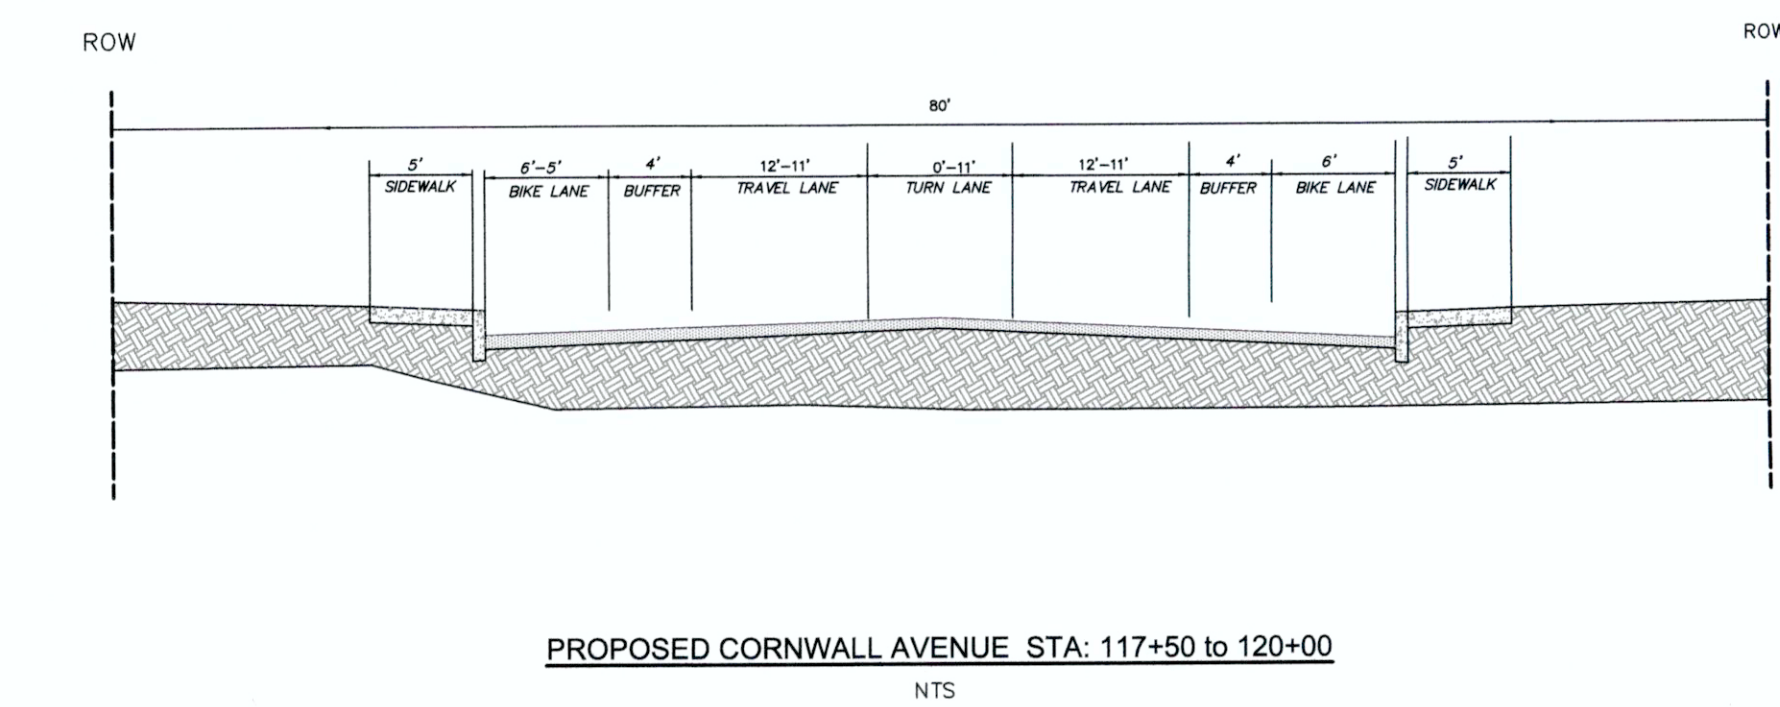 ROW
ROW
80'
5' 6'-5' 4' 12'-11' 0'-11' 12'-11' 4' 6' 5'
SIDEWALK BIKE LANE BUFFER TRAVEL LANE TURN LANE TRAVEL LANE BUFFER BIKE LANE SIDEWALK
PROPOSED CORNWALL AVENUE STA: 117+50 to 120+00
NTS